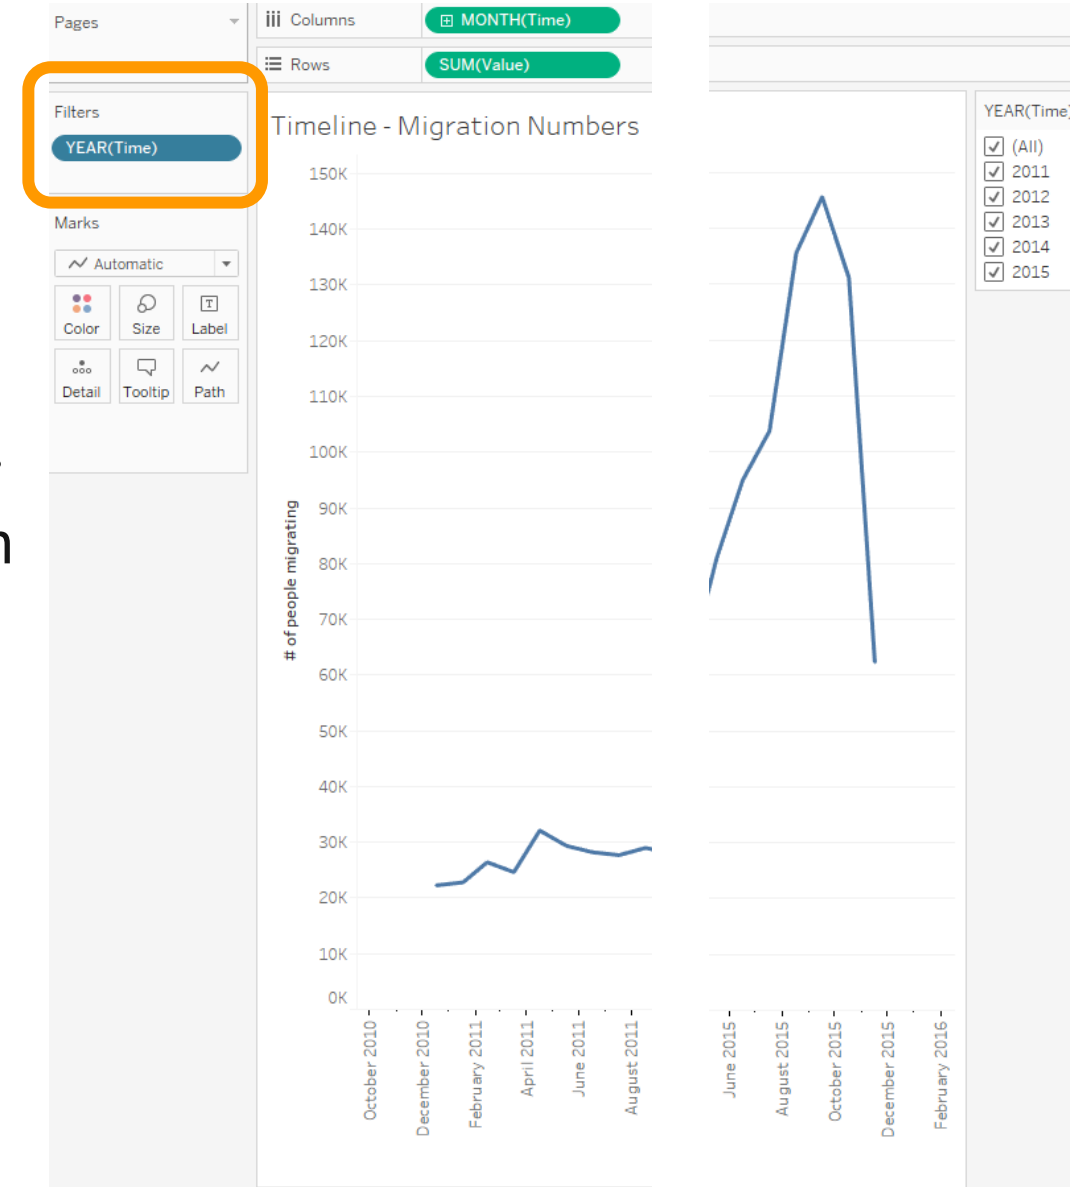 Pages
Columns
MONTH(Time)
Rows
SUM(Value)
Filters
YEAR(Time)
Marks
Automatic
Color
Size
Label
Detail
Tooltip
Path
n
Timeline - Migration Numbers
# of people migrating
150K
140K
130K
120K
110K
100K
90K
80K
70K
60K
50K
40K
30K
20K
10K
0K
October 2010
December 2010
February 2011
April 2011
June 2011
August 2011
June 2015
August 2015
October 2015
December 2015
February 2016
YEAR(Time)
(All)
2011
2012
2013
2014
2015